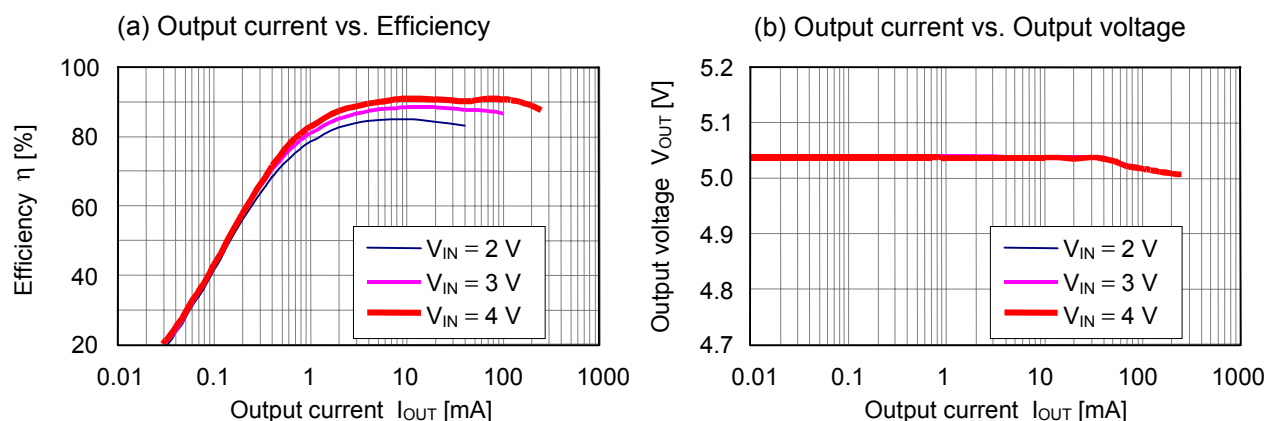 (a) Output current vs. Efficiency
100
80
60
40
20
Efficiency η [%]
VIN = 2 V
VIN = 3 V
VIN = 4 V
0.01 0.1 1 10 100 1000
Output current IOUT [mA]
(b) Output current vs. Output voltage
5.2
5.1
5.0
4.9
4.8
4.7
Output voltage VOUT [V]
VIN = 2 V
VIN = 3 V
VIN = 4 V
0.01 0.1 1 10 100 1000
Output current IOUT [mA]